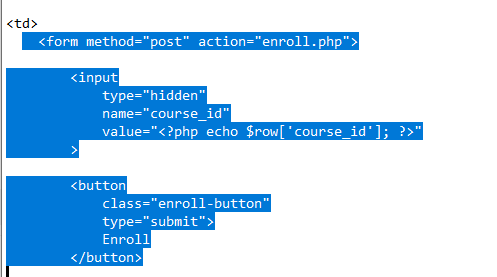 <td>
<form method="post" action="enroll.php">
<input
type="hidden"
name="course_id"
value="<?php echo $row['course_id']; ?>"
>
<button
class="enroll-button"
type="submit">
Enroll
</button>